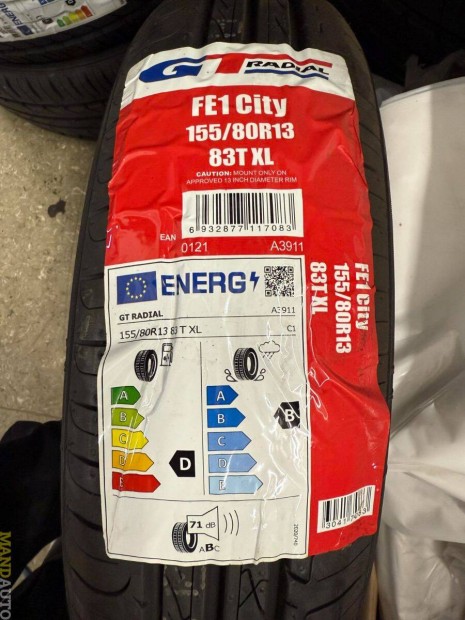 GT RADIAL
FE1 City
155/80R13
83T XL
CAUTION: MOUNT ONLY ON
APPROVED 13 INCH DIAMETER RIM
6 932877 117083
EAN
0121 A3911
ENERG
GT RADIAL A3911
155/80R13 83T XL C1
A
B
C
D
E
D
A
B
C
D
E
B
71 dB
ABC
2020/740
FE1 City
155/80R13
83T XL
MANDAUTO